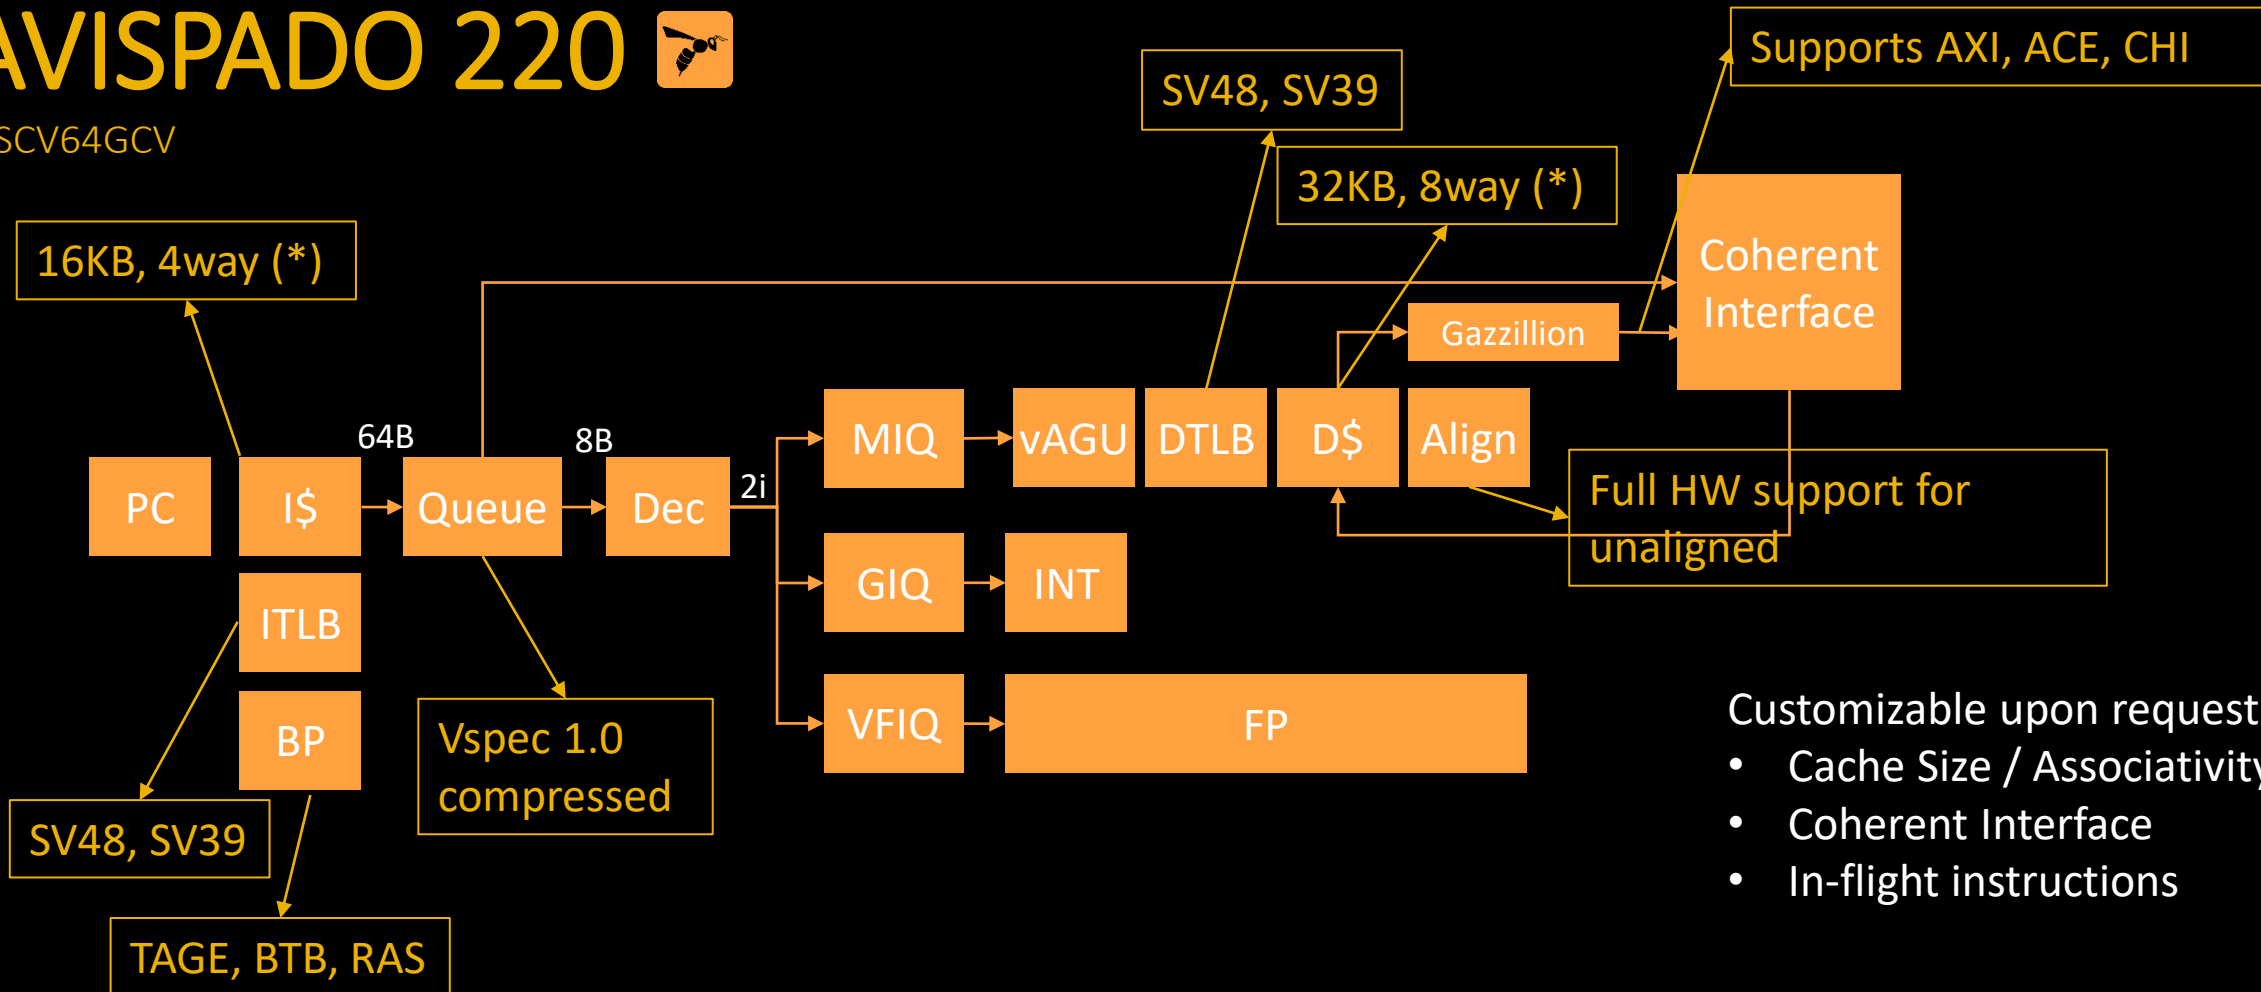 AVISPADO 220
SCV64GCV
Supports AXI, ACE, CHI
SV48, SV39
32KB, 8way (*)
16KB, 4way (*)
Coherent
Interface
Gazzillion
64B
8B
2i
PC
I$
Queue
Dec
MIQ
vAGU
DTLB
D$
Align
Full HW support for
unaligned
GIQ
INT
ITLB
BP
VFIQ
FP
Vspec 1.0
compressed
SV48, SV39
TAGE, BTB, RAS
Customizable upon request
• Cache Size / Associativity
• Coherent Interface
• In-flight instructions